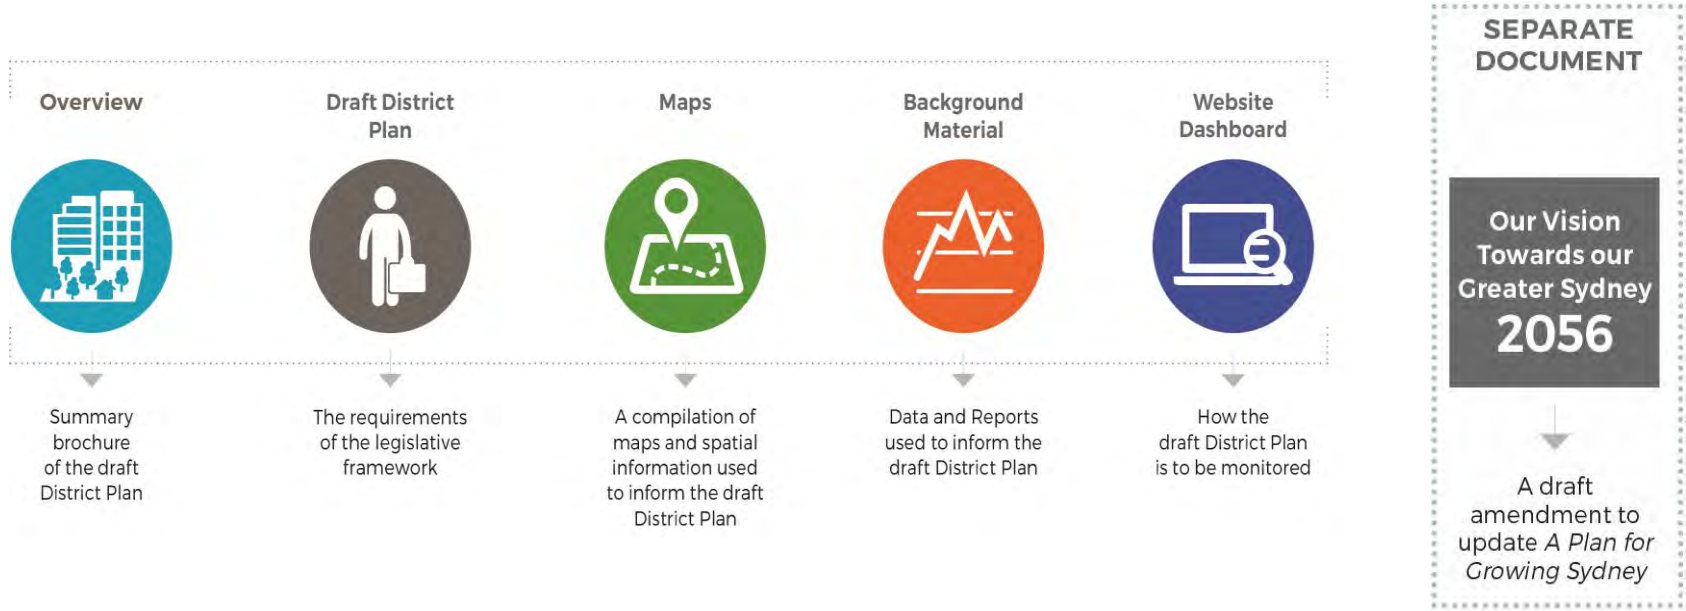 Overview
Summary
brochure
of the draft
District Plan
Draft District
Plan
The requirements
of the legislative
framework
Maps
A compilation of
maps and spatial
information used
to inform the draft
District Plan
Background
Material
Data and Reports
used to inform the
draft District Plan
Website
Dashboard
How the
draft District Plan
is to be monitored
SEPARATE
DOCUMENT
Our Vision
Towards our
Greater Sydney
2056
A draft
amendment to
update A Plan for
Growing Sydney